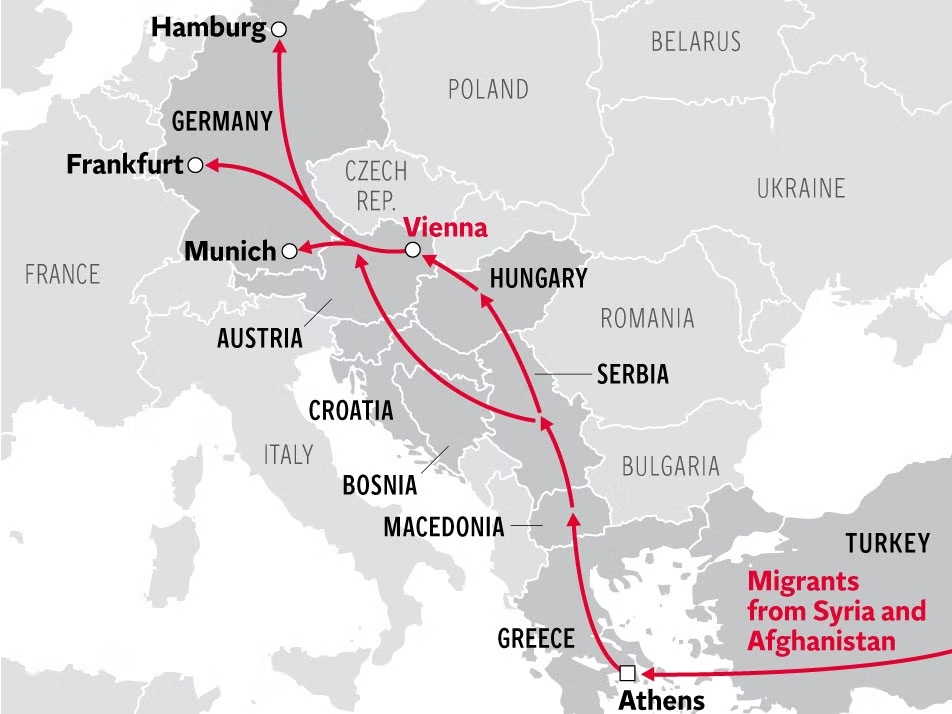 Hamburg
BELARUS
POLAND
GERMANY
Frankfurt
CZECH
REP.
UKRAINE
Vienna
Munich
HUNGARY
FRANCE
ROMANIA
AUSTRIA
SERBIA
CROATIA
ITALY
BULGARIA
BOSNIA
MACEDONIA
TURKEY
Migrants
from Syria and
Afghanistan
GREECE
Athens